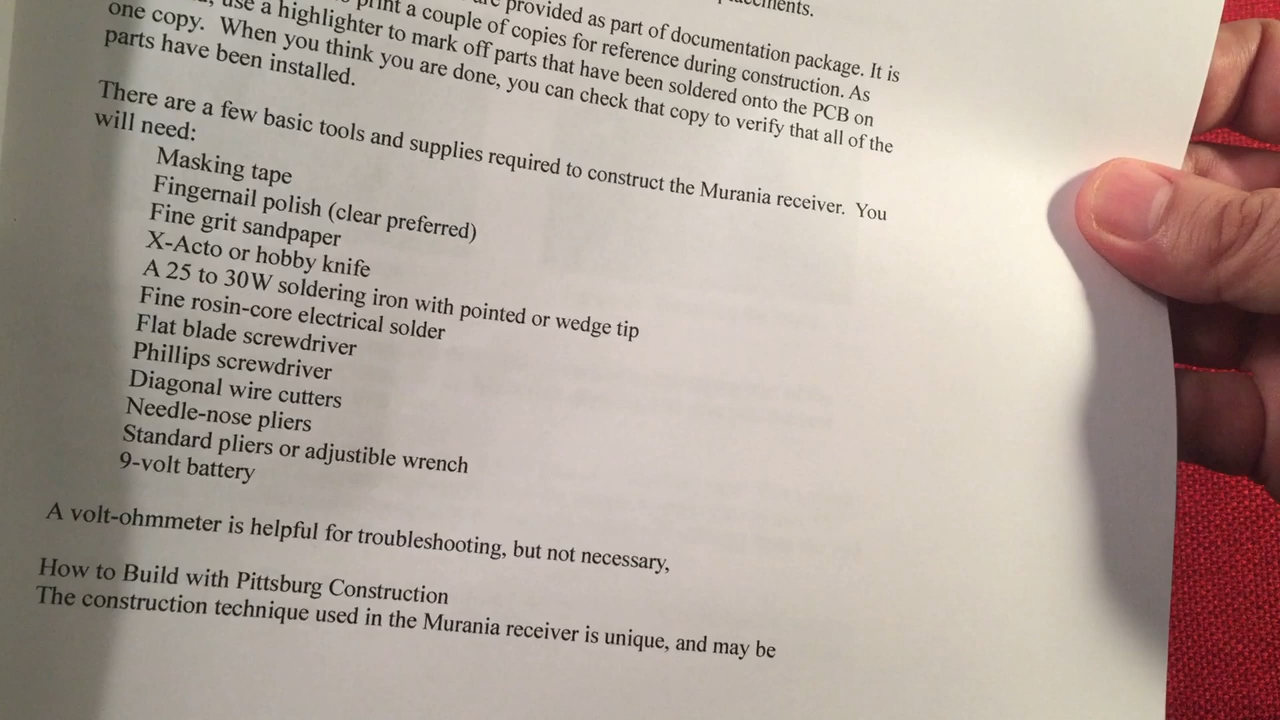 placements.
are provided as part of documentation package. It is
print a couple of copies for reference during construction. As
use a highlighter to mark off parts that have been soldered onto the PCB on
one copy. When you think you are done, you can check that copy to verify that all of the
parts have been installed.
There are a few basic tools and supplies required to construct the Murania receiver. You
will need:
Masking tape
Fingernail polish (clear preferred)
Fine grit sandpaper
X-Acto or hobby knife
A 25 to 30W soldering iron with pointed or wedge tip
Fine rosin-core electrical solder
Flat blade screwdriver
Phillips screwdriver
Diagonal wire cutters
Needle-nose pliers
Standard pliers or adjustible wrench
9-volt battery
A volt-ohmmeter is helpful for troubleshooting, but not necessary,
How to Build with Pittsburg Construction
The construction technique used in the Murania receiver is unique, and may be